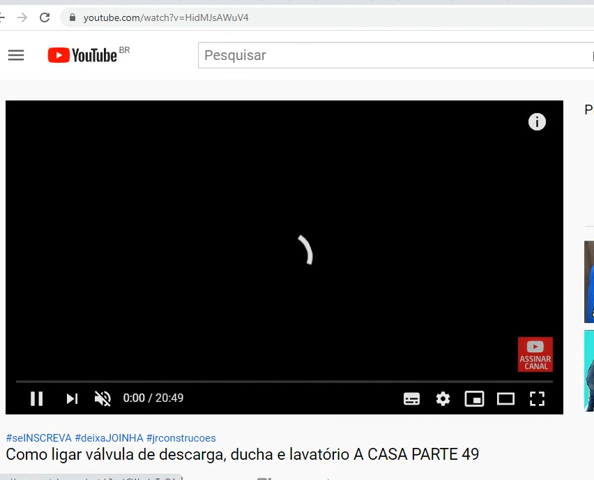 youtube.com/watch?v=HidMJsAWuV4
YouTube BR
Pesquisar
P
ASSINAR
CANAL
0:00 / 20:49
#seINSCREVA #deixaJOINHA #jrconstrucoes
Como ligar válvula de descarga, ducha e lavatório A CASA PARTE 49